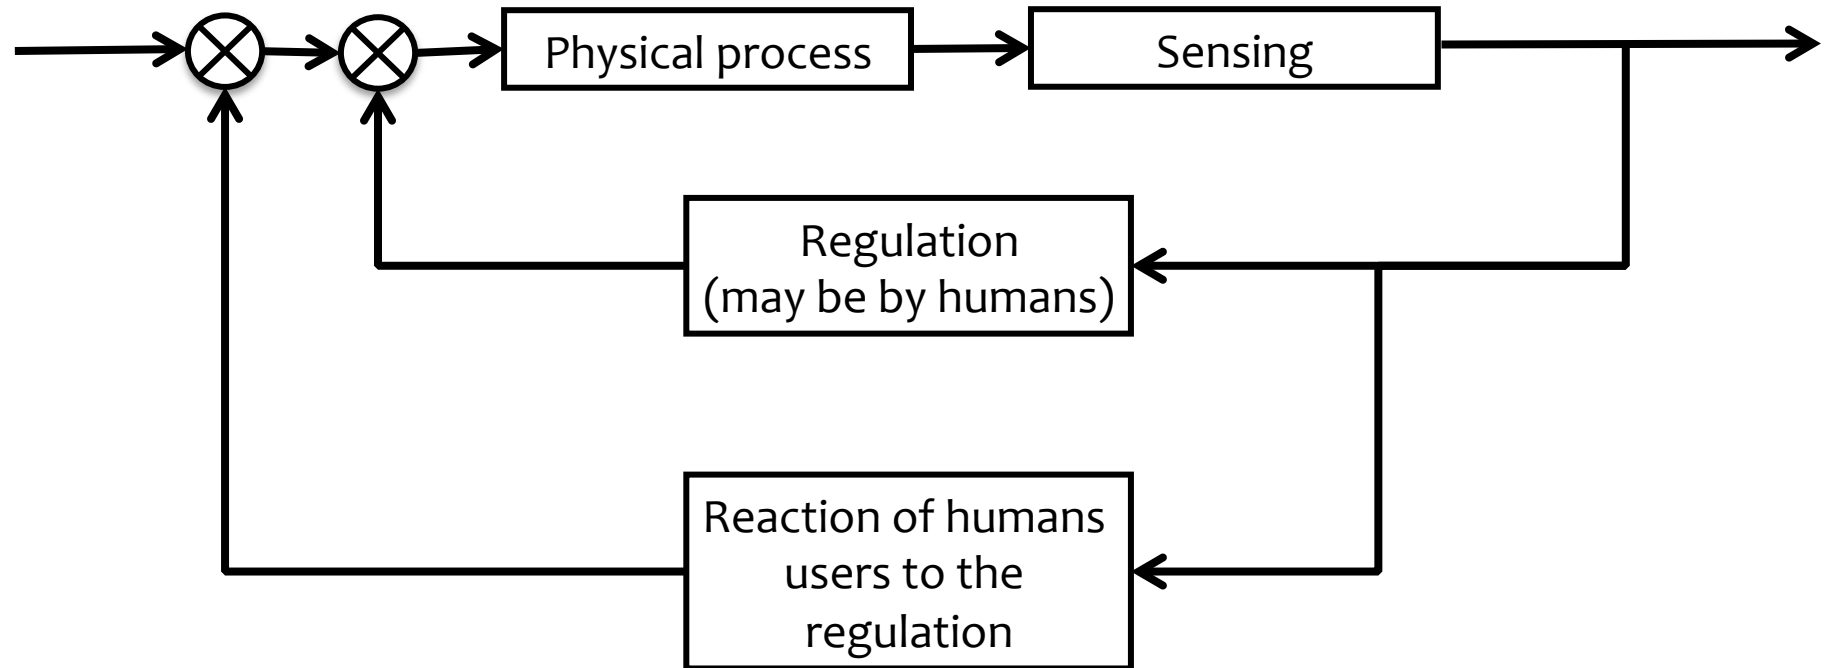 Physical process
Sensing
Regulation
(may be by humans)
Reaction of humans
users to the
regulation